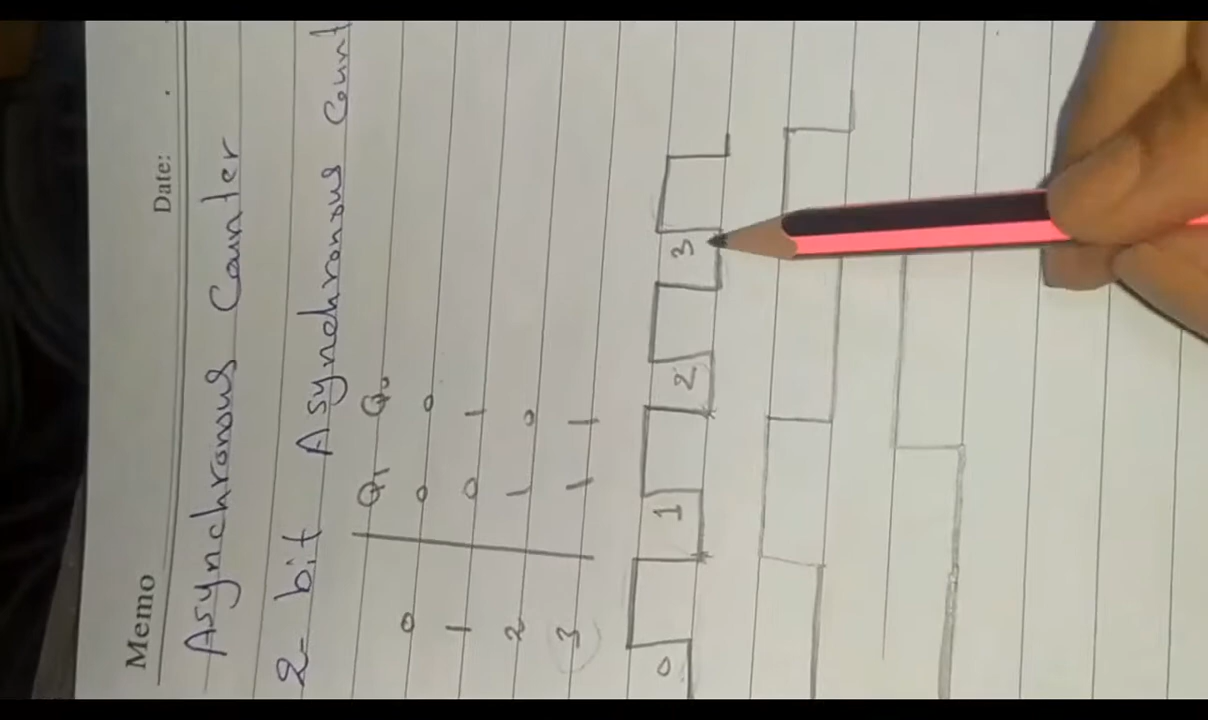 Memo
Date:
Asynchronous Counter
2-bit Asynchronous Count
Q1 Q0
0 0 0
1 0 1
2 1 0
3 1 1
0 1 2 3